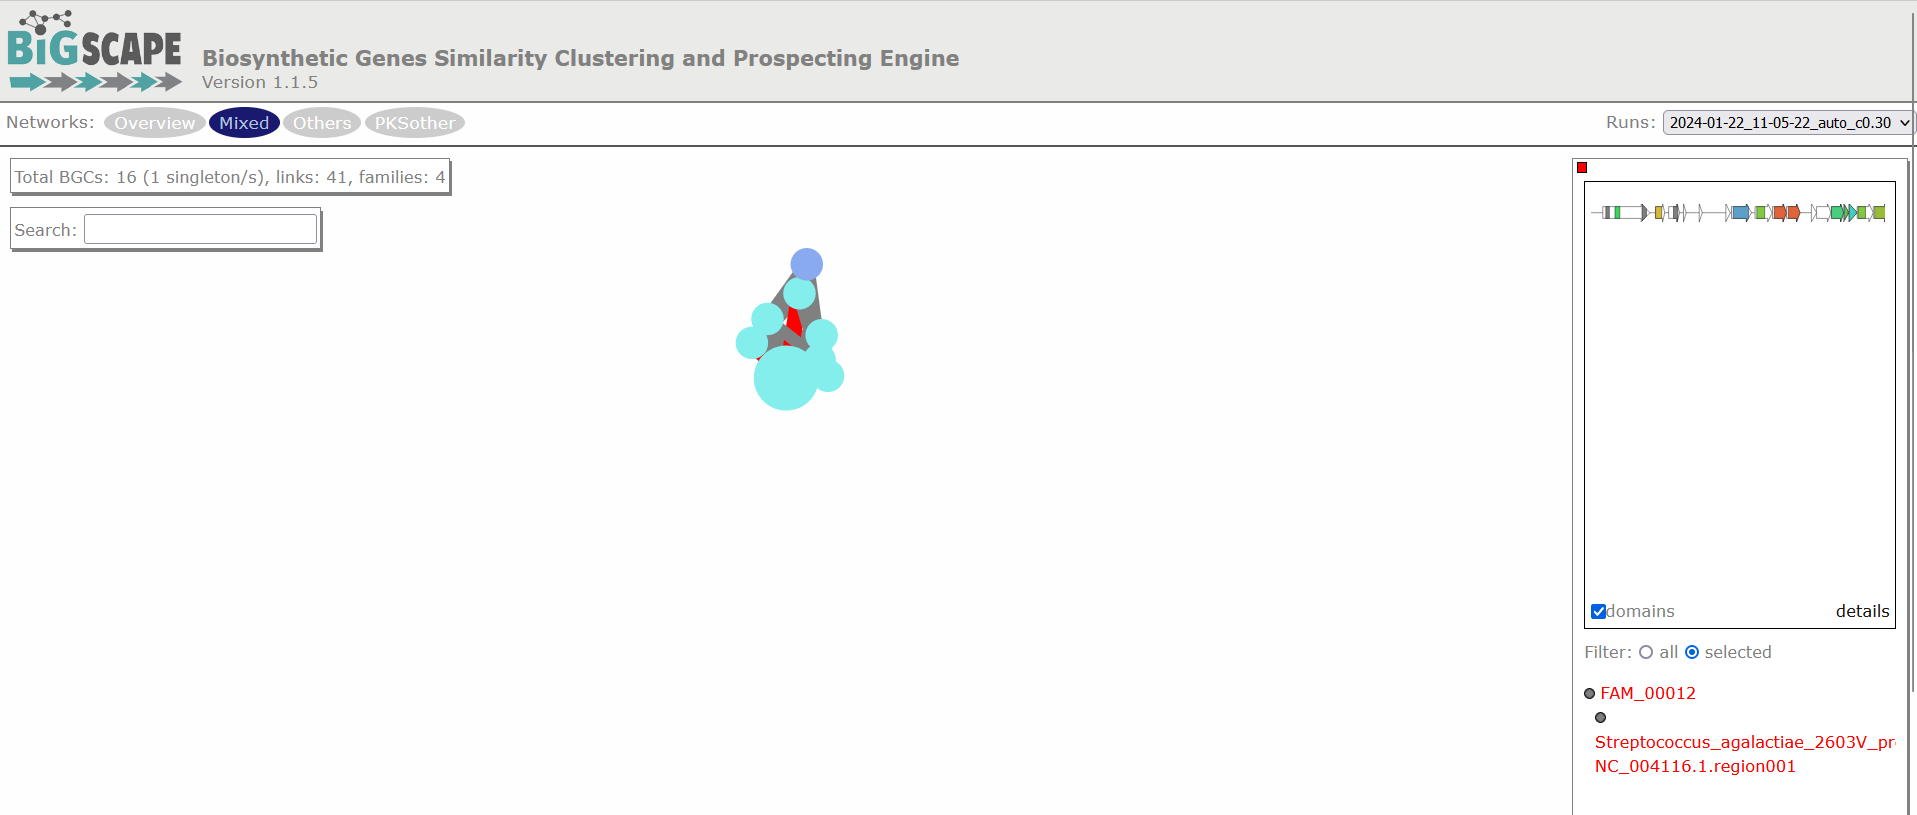 BiGSCAPE
Biosynthetic Genes Similarity Clustering and Prospecting Engine
Version 1.1.5
Networks: Overview Mixed Others PKSother
Runs: 2024-01-22_11-05-22_auto_c0.30
Total BGCs: 16 (1 singleton/s), links: 41, families: 4
Search:
domains details
Filter: all selected
FAM_00012
Streptococcus_agalactiae_2603V_pr
NC_004116.1.region001